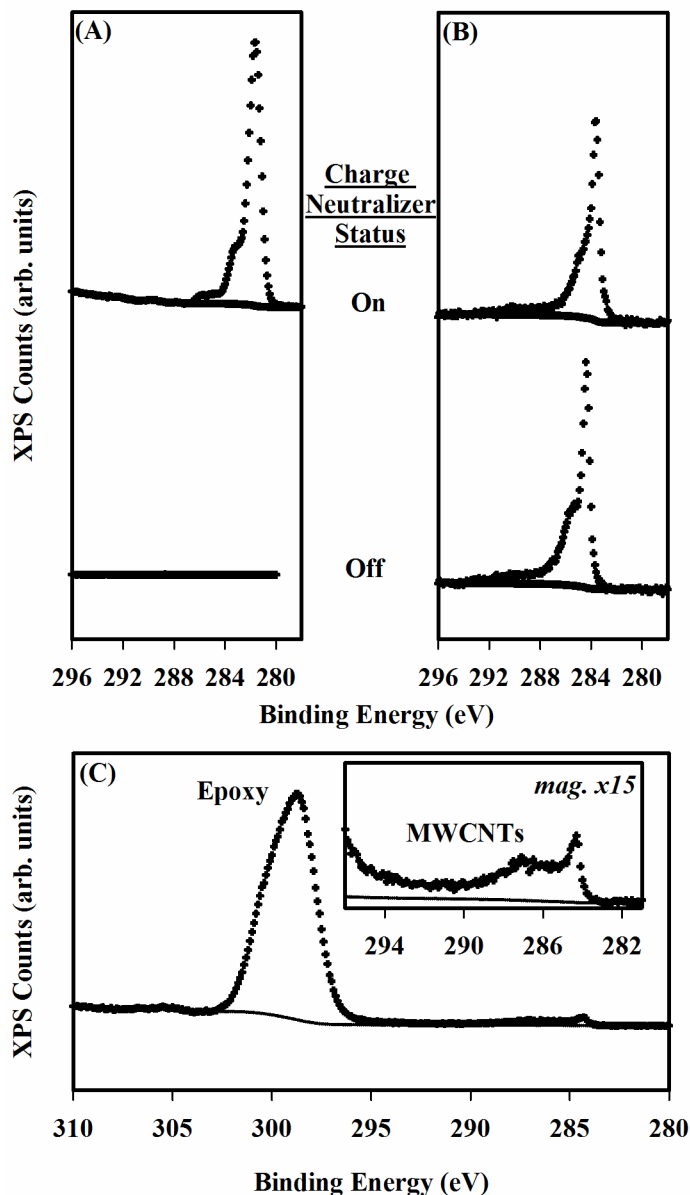 (A)
(B)
Charge
Neutralizer
Status
On
Off
XPS Counts (arb. units)
296 292 288 284 280
296 292 288 284 280
Binding Energy (eV)
(C)
Epoxy
mag. x15
MWCNTs
294 290 286 282
XPS Counts (arb. units)
310 305 300 295 290 285 280
Binding Energy (eV)